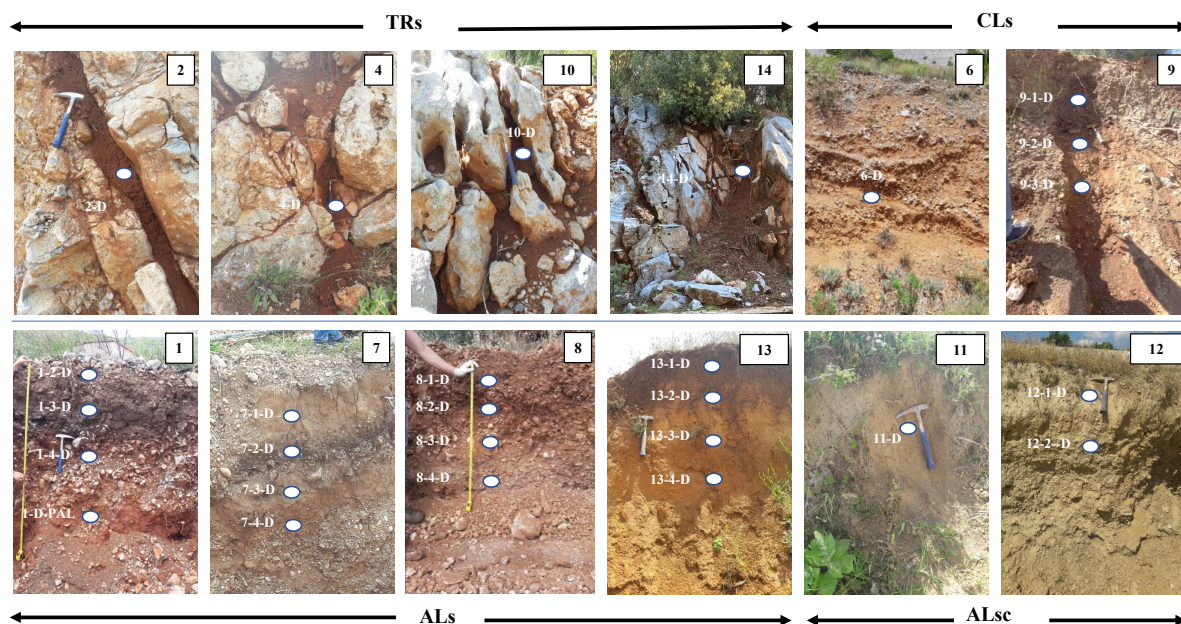 TRs
CLs
2
2-D
4
4-D
10
10-D
14
14-D
6
6-D
9
9-1-D
9-2-D
9-3-D
1
1-2-D
1-3-D
1-4-D
1-D-PAL
7
7-1-D
7-2-D
7-3-D
7-4-D
8
8-1-D
8-2-D
8-3-D
8-4-D
13
13-1-D
13-2-D
13-3-D
13-4-D
11
11-D
12
12-1-D
12-2--D
ALs
ALsc